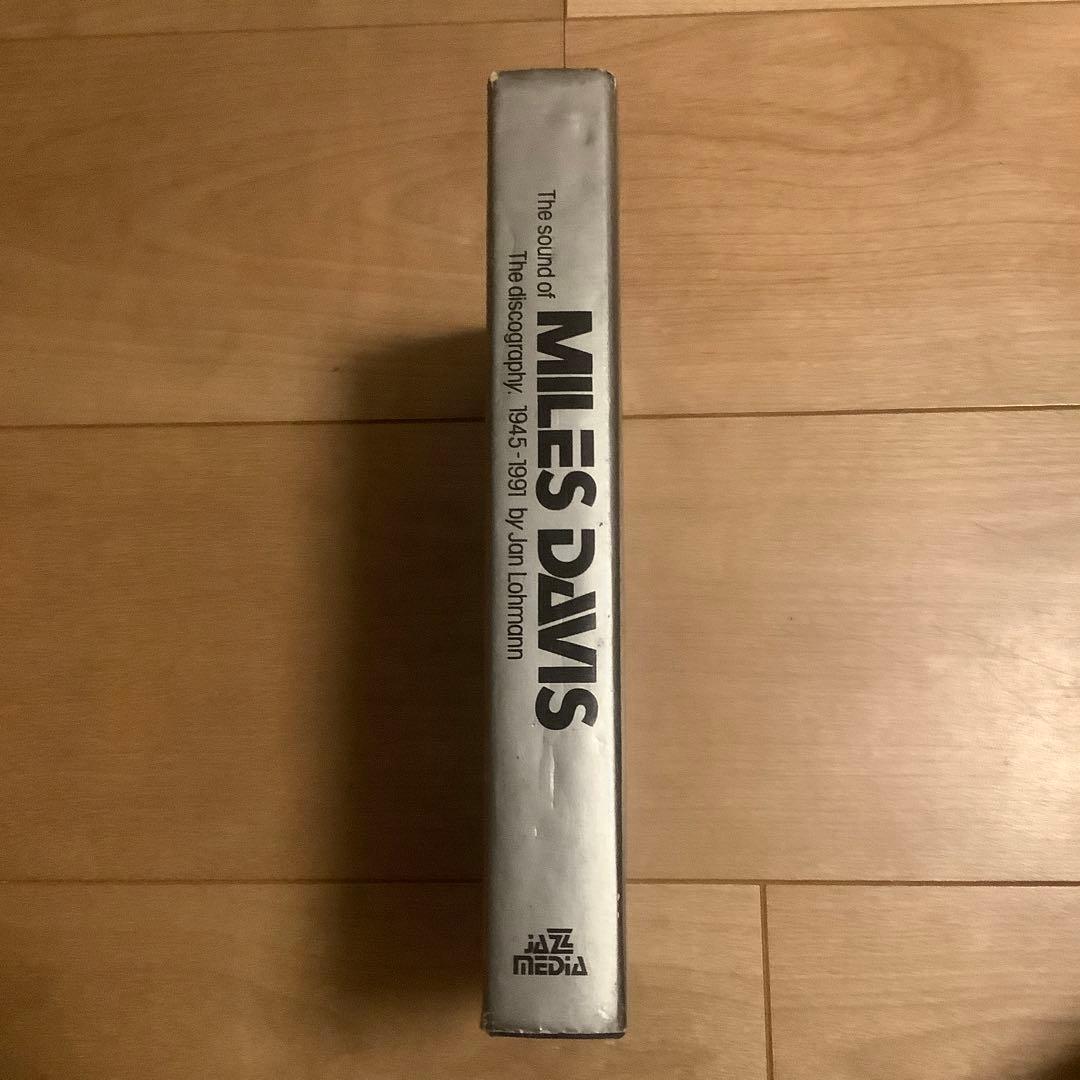 The sound of MILES DAVIS
The discography. 1945-1991 by Jan Lohmann
JAZZ
MEDIA